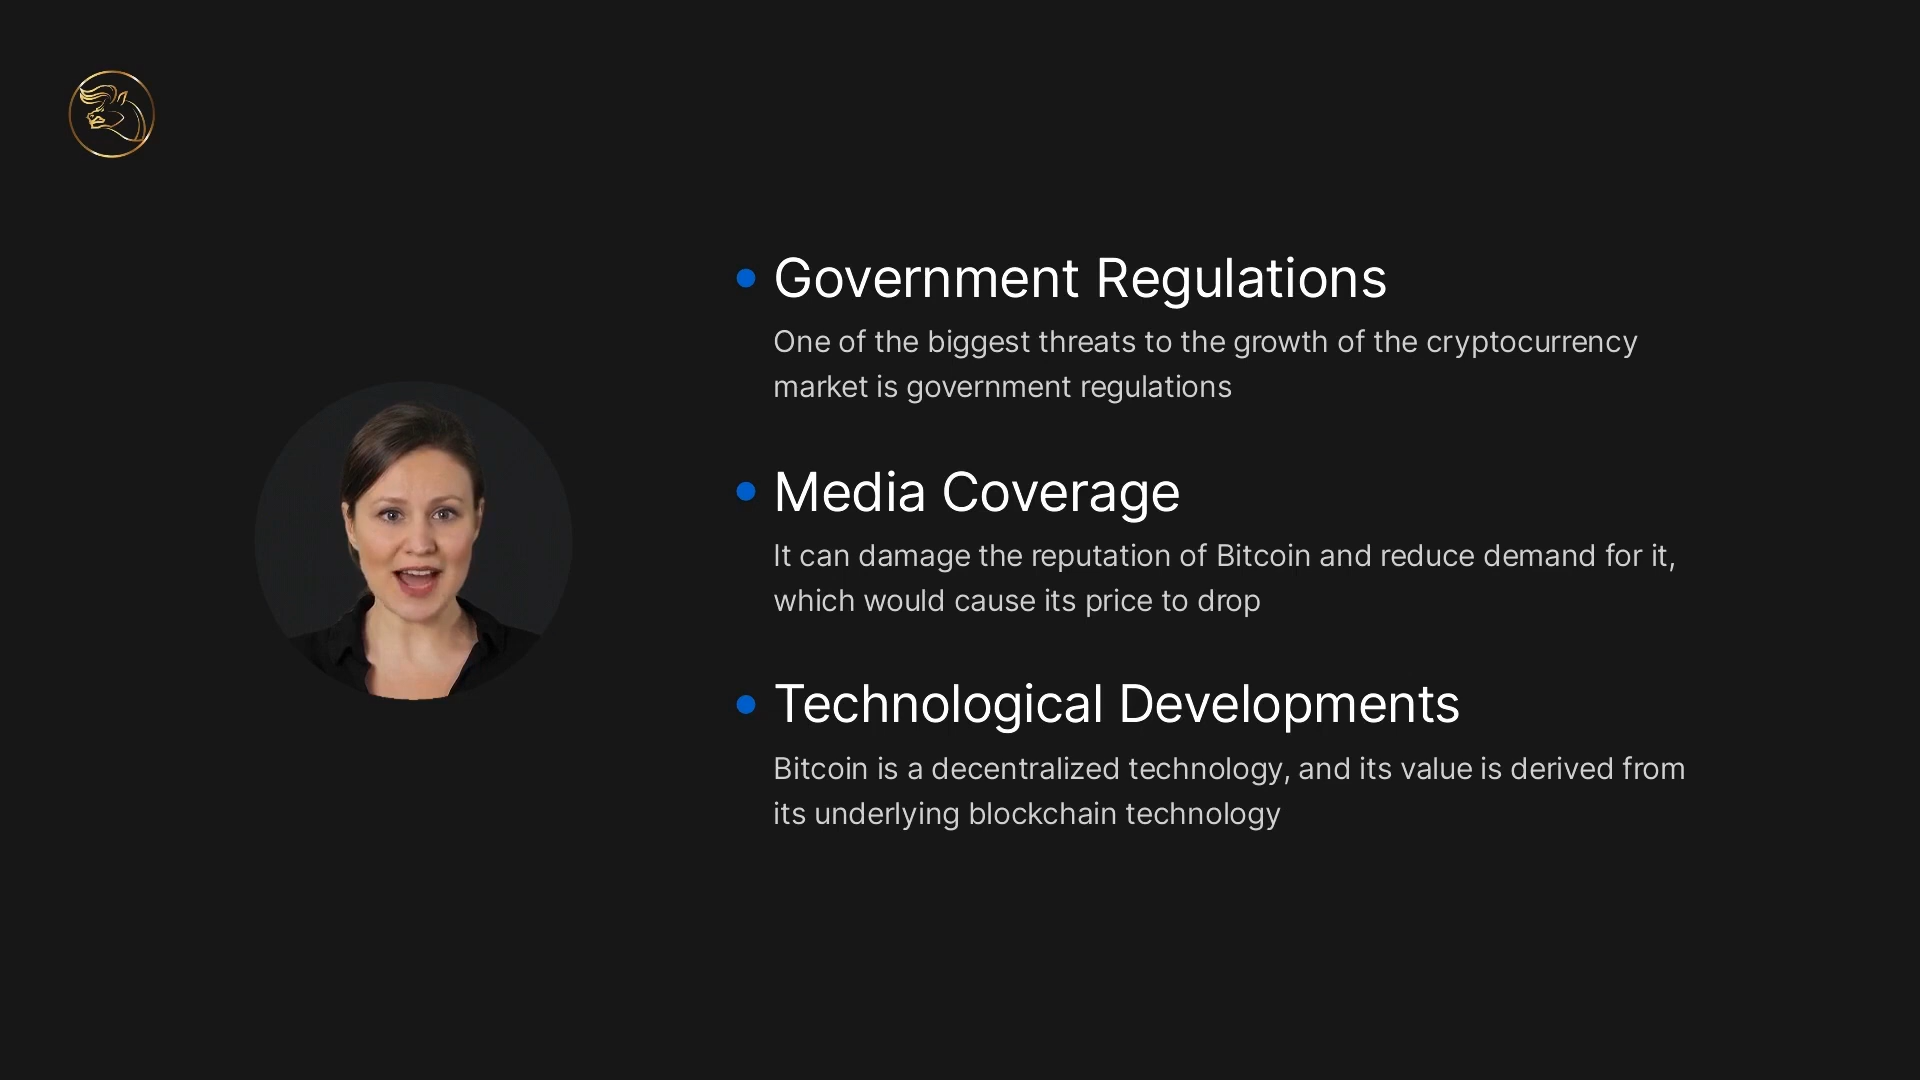 Government Regulations
One of the biggest threats to the growth of the cryptocurrency
market is government regulations
Media Coverage
It can damage the reputation of Bitcoin and reduce demand for it,
which would cause its price to drop
Technological Developments
Bitcoin is a decentralized technology, and its value is derived from
its underlying blockchain technology